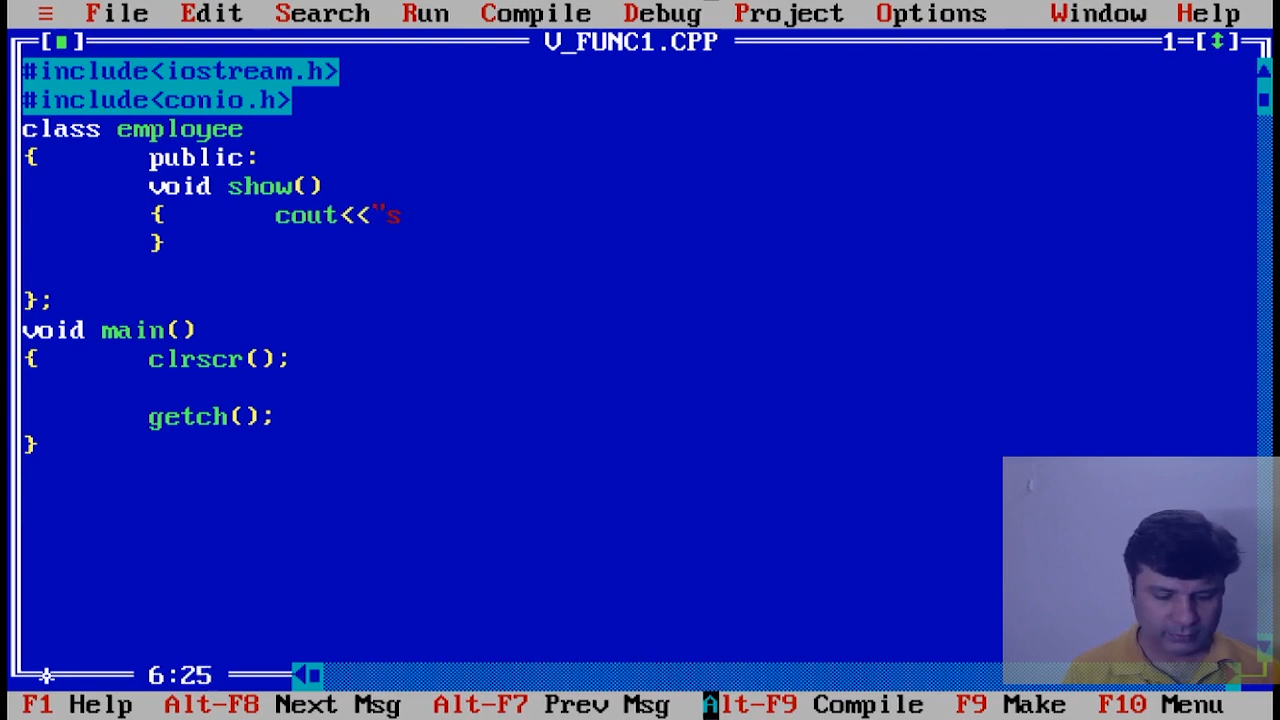 ≡ File Edit Search Run Compile Debug Project Options Window Help
[■] V_FUNC1.CPP 1=[↕]
#include<iostream.h>
#include<conio.h>
class employee
{ public:
void show()
{ cout<<"s
}
};
void main()
{ clrscr();
getch();
}
6:25
F1 Help Alt-F8 Next Msg Alt-F7 Prev Msg Alt-F9 Compile F9 Make F10 Menu